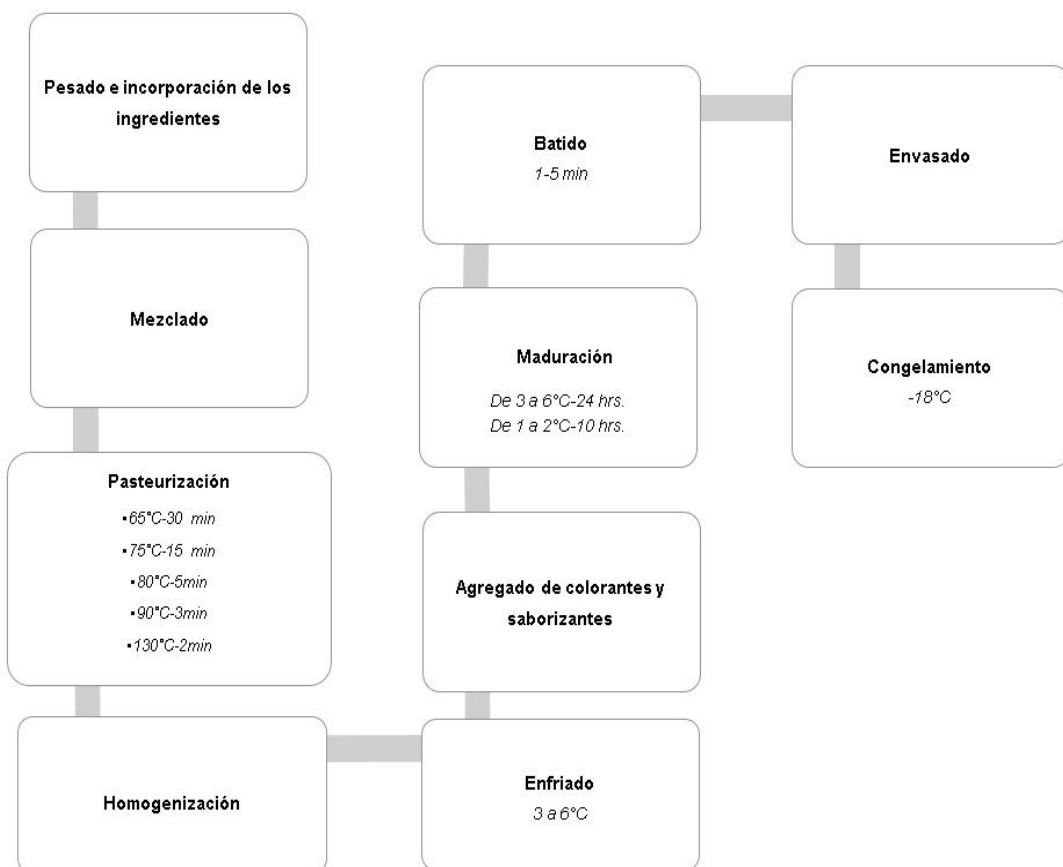 Pesado e incorporación de los
ingredientes
Mezclado
Pasteurización
▪65°C-30 min
▪75°C-15 min
▪80°C-5min
▪90°C-3min
▪130°C-2min
Homogenización
Enfriado
3 a 6°C
Agregado de colorantes y
saborizantes
Maduración
De 3 a 6°C-24 hrs.
De 1 a 2°C-10 hrs.
Batido
1-5 min
Envasado
Congelamiento
-18°C